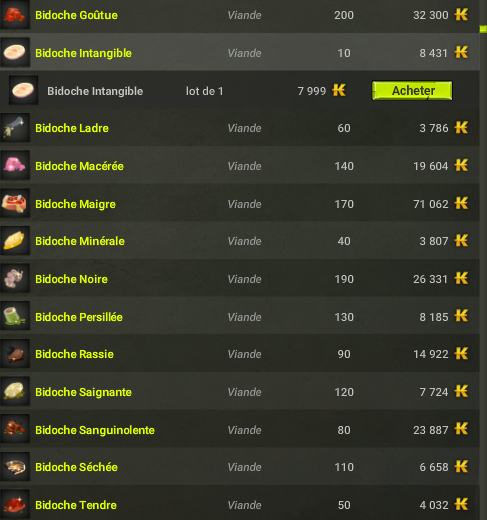 Bidoche Goûtue Viande 200 32 300
Bidoche Intangible Viande 10 8 431
Bidoche Intangible lot de 1 7 999 Acheter
Bidoche Ladre Viande 60 3 786
Bidoche Macérée Viande 140 19 604
Bidoche Maigre Viande 170 71 062
Bidoche Minérale Viande 40 3 807
Bidoche Noire Viande 190 26 331
Bidoche Persillée Viande 130 8 185
Bidoche Rassie Viande 90 14 922
Bidoche Saignante Viande 120 7 724
Bidoche Sanguinolente Viande 80 23 887
Bidoche Séchée Viande 110 6 658
Bidoche Tendre Viande 50 4 032